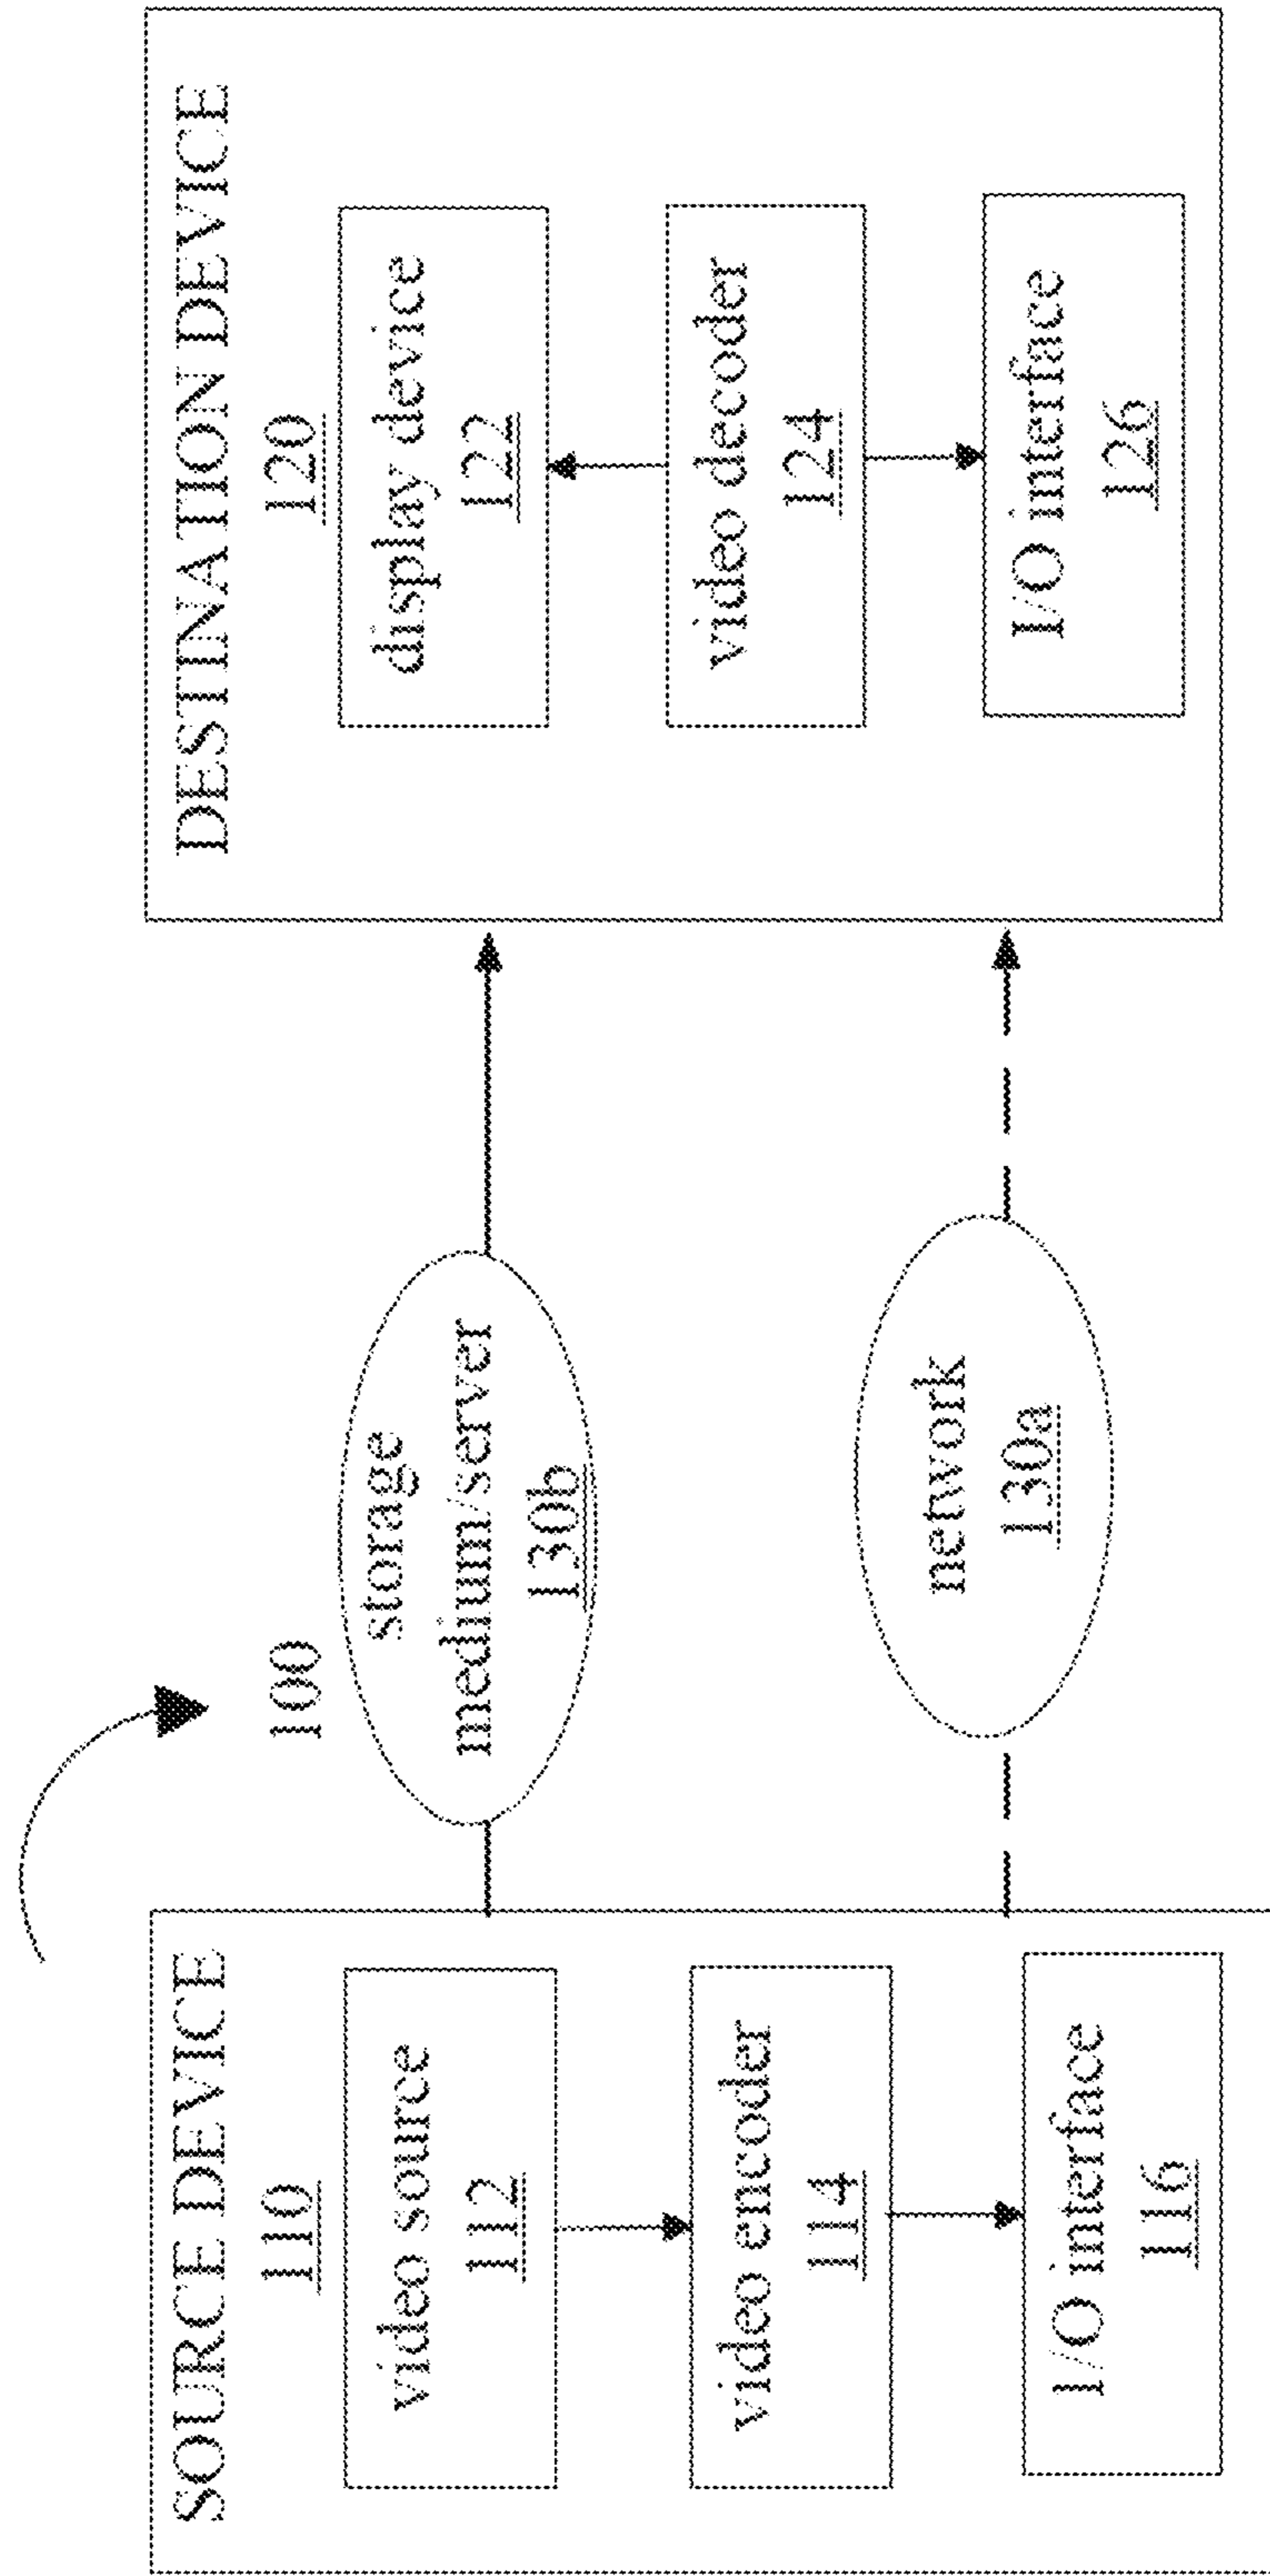 100
SOURCE DEVICE
110
video source
112
video encoder
114
I/O interface
116
storage
medium/server
130b
network
130a
DESTINATION DEVICE
120
display device
122
video decoder
124
I/O interface
126